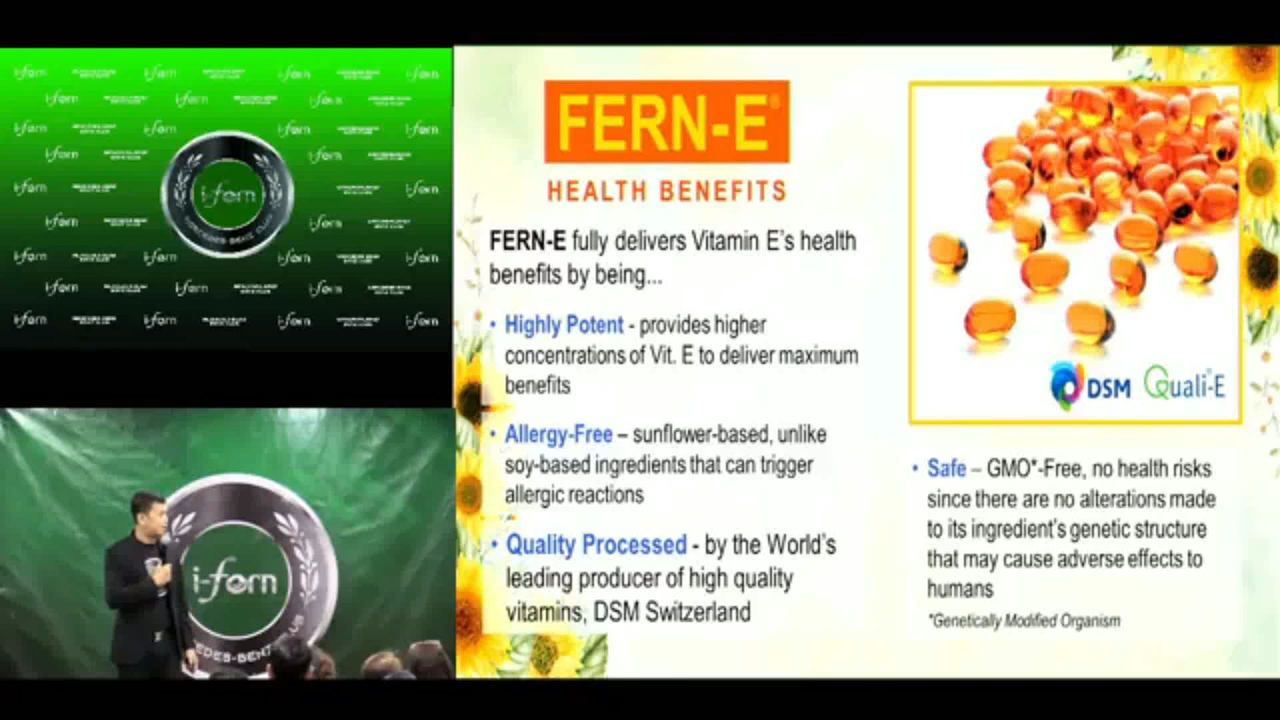 i-fern
FERN-E®
HEALTH BENEFITS
FERN-E fully delivers Vitamin E's health
benefits by being...
• Highly Potent - provides higher
concentrations of Vit. E to deliver maximum
benefits
• Allergy-Free – sunflower-based, unlike
soy-based ingredients that can trigger
allergic reactions
• Quality Processed - by the World's
leading producer of high quality
vitamins, DSM Switzerland
DSM Quali®-E
• Safe – GMO*-Free, no health risks
since there are no alterations made
to its ingredient's genetic structure
that may cause adverse effects to
humans
*Genetically Modified Organism
i-fern